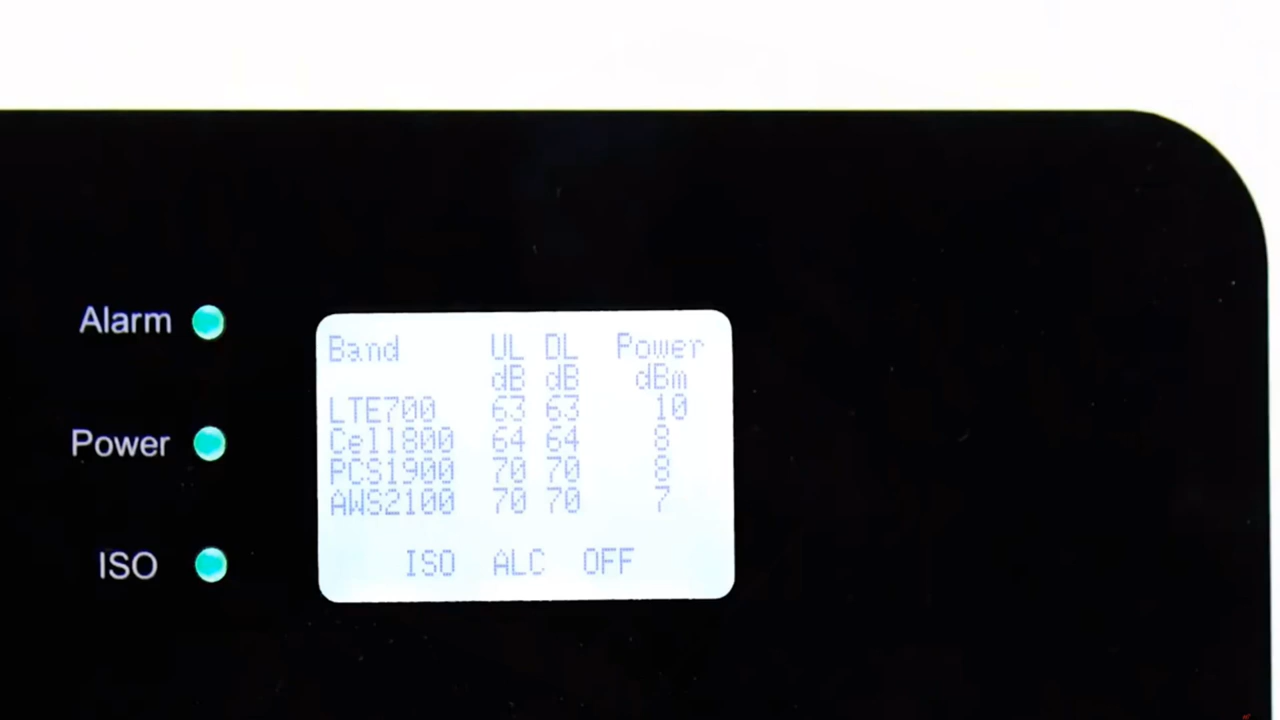 Alarm
Power
ISO
Band UL DL Power
dB dB dBm
LTE700 63 63 10
Cell800 64 64 8
PCS1900 70 70 8
AWS2100 70 70 7
ISO ALC OFF